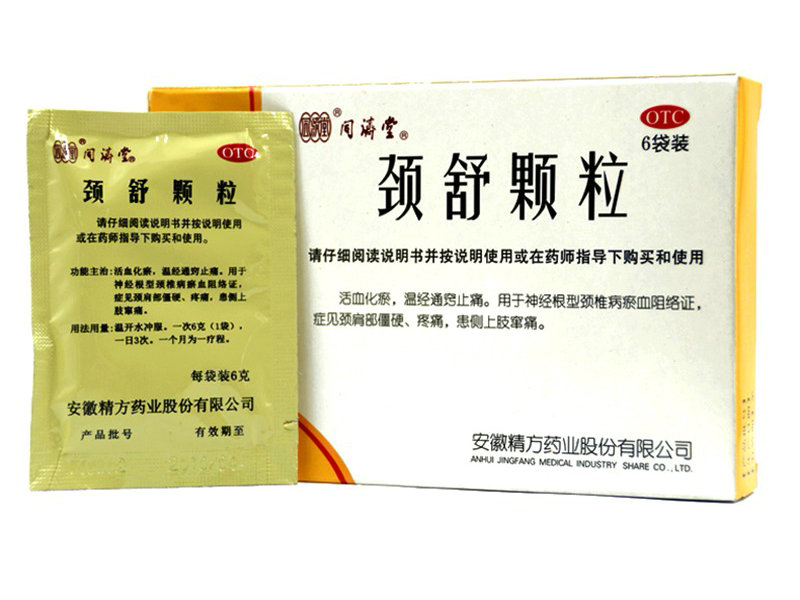 同济堂®
OTC
颈舒颗粒
请仔细阅读说明书并按说明使用
或在药师指导下购买和使用。
功能主治：活血化瘀，温经通窍止痛。用于
神经根型颈椎病瘀血阻络证，
症见颈肩部僵硬、疼痛，患侧上
肢窜痛。
用法用量：温开水冲服。一次6克（1袋），
一日3次。一个月为一疗程。
每袋装6克
安徽精方药业股份有限公司
产品批号 有效期至
同济堂®
OTC
6袋装
颈舒颗粒
请仔细阅读说明书并按说明使用或在药师指导下购买和使用
活血化瘀，温经通窍止痛。用于神经根型颈椎病瘀血阻络证，
症见颈肩部僵硬、疼痛，患侧上肢窜痛。
安徽精方药业股份有限公司
ANHUI JINGFANG MEDICAL INDUSTRY SHARE CO.,LTD.